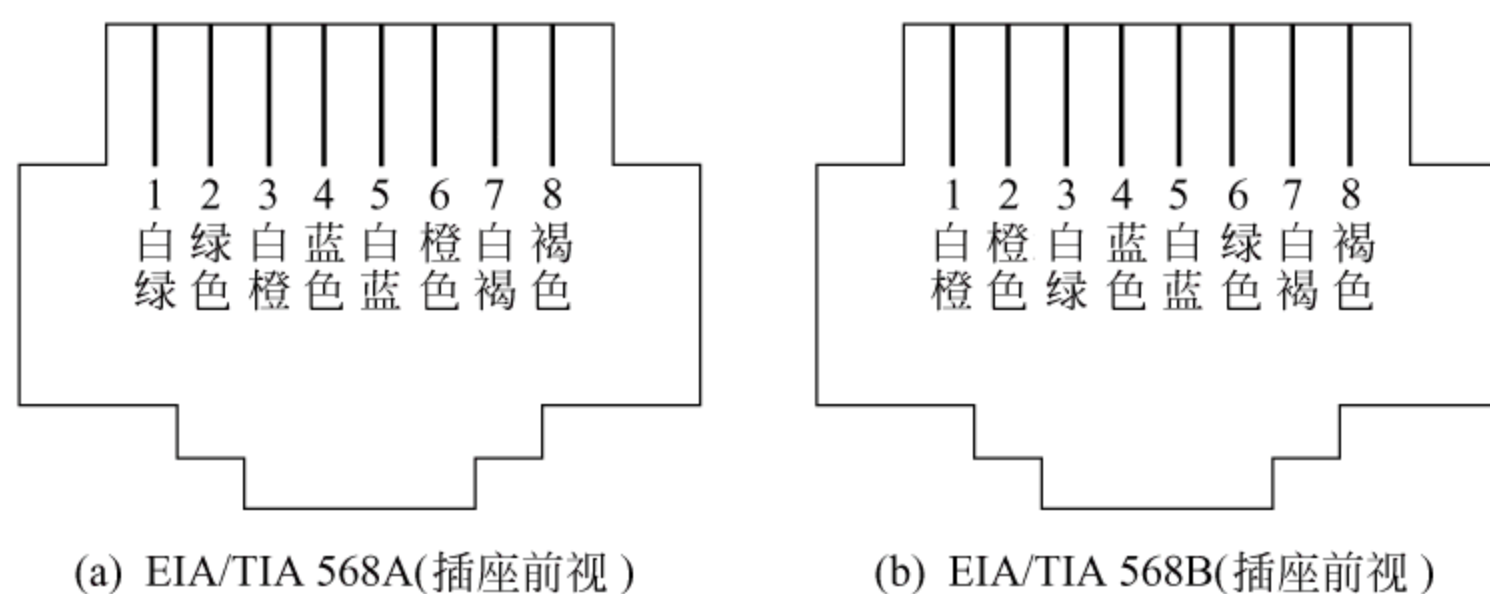 1 2 3 4 5 6 7 8
白 绿 白 蓝 白 橙 白 褐
绿 色 橙 色 蓝 色 褐 色
(a) EIA/TIA 568A(插座前视)
1 2 3 4 5 6 7 8
白 橙 白 蓝 白 绿 白 褐
橙 色 绿 色 蓝 色 褐 色
(b) EIA/TIA 568B(插座前视)